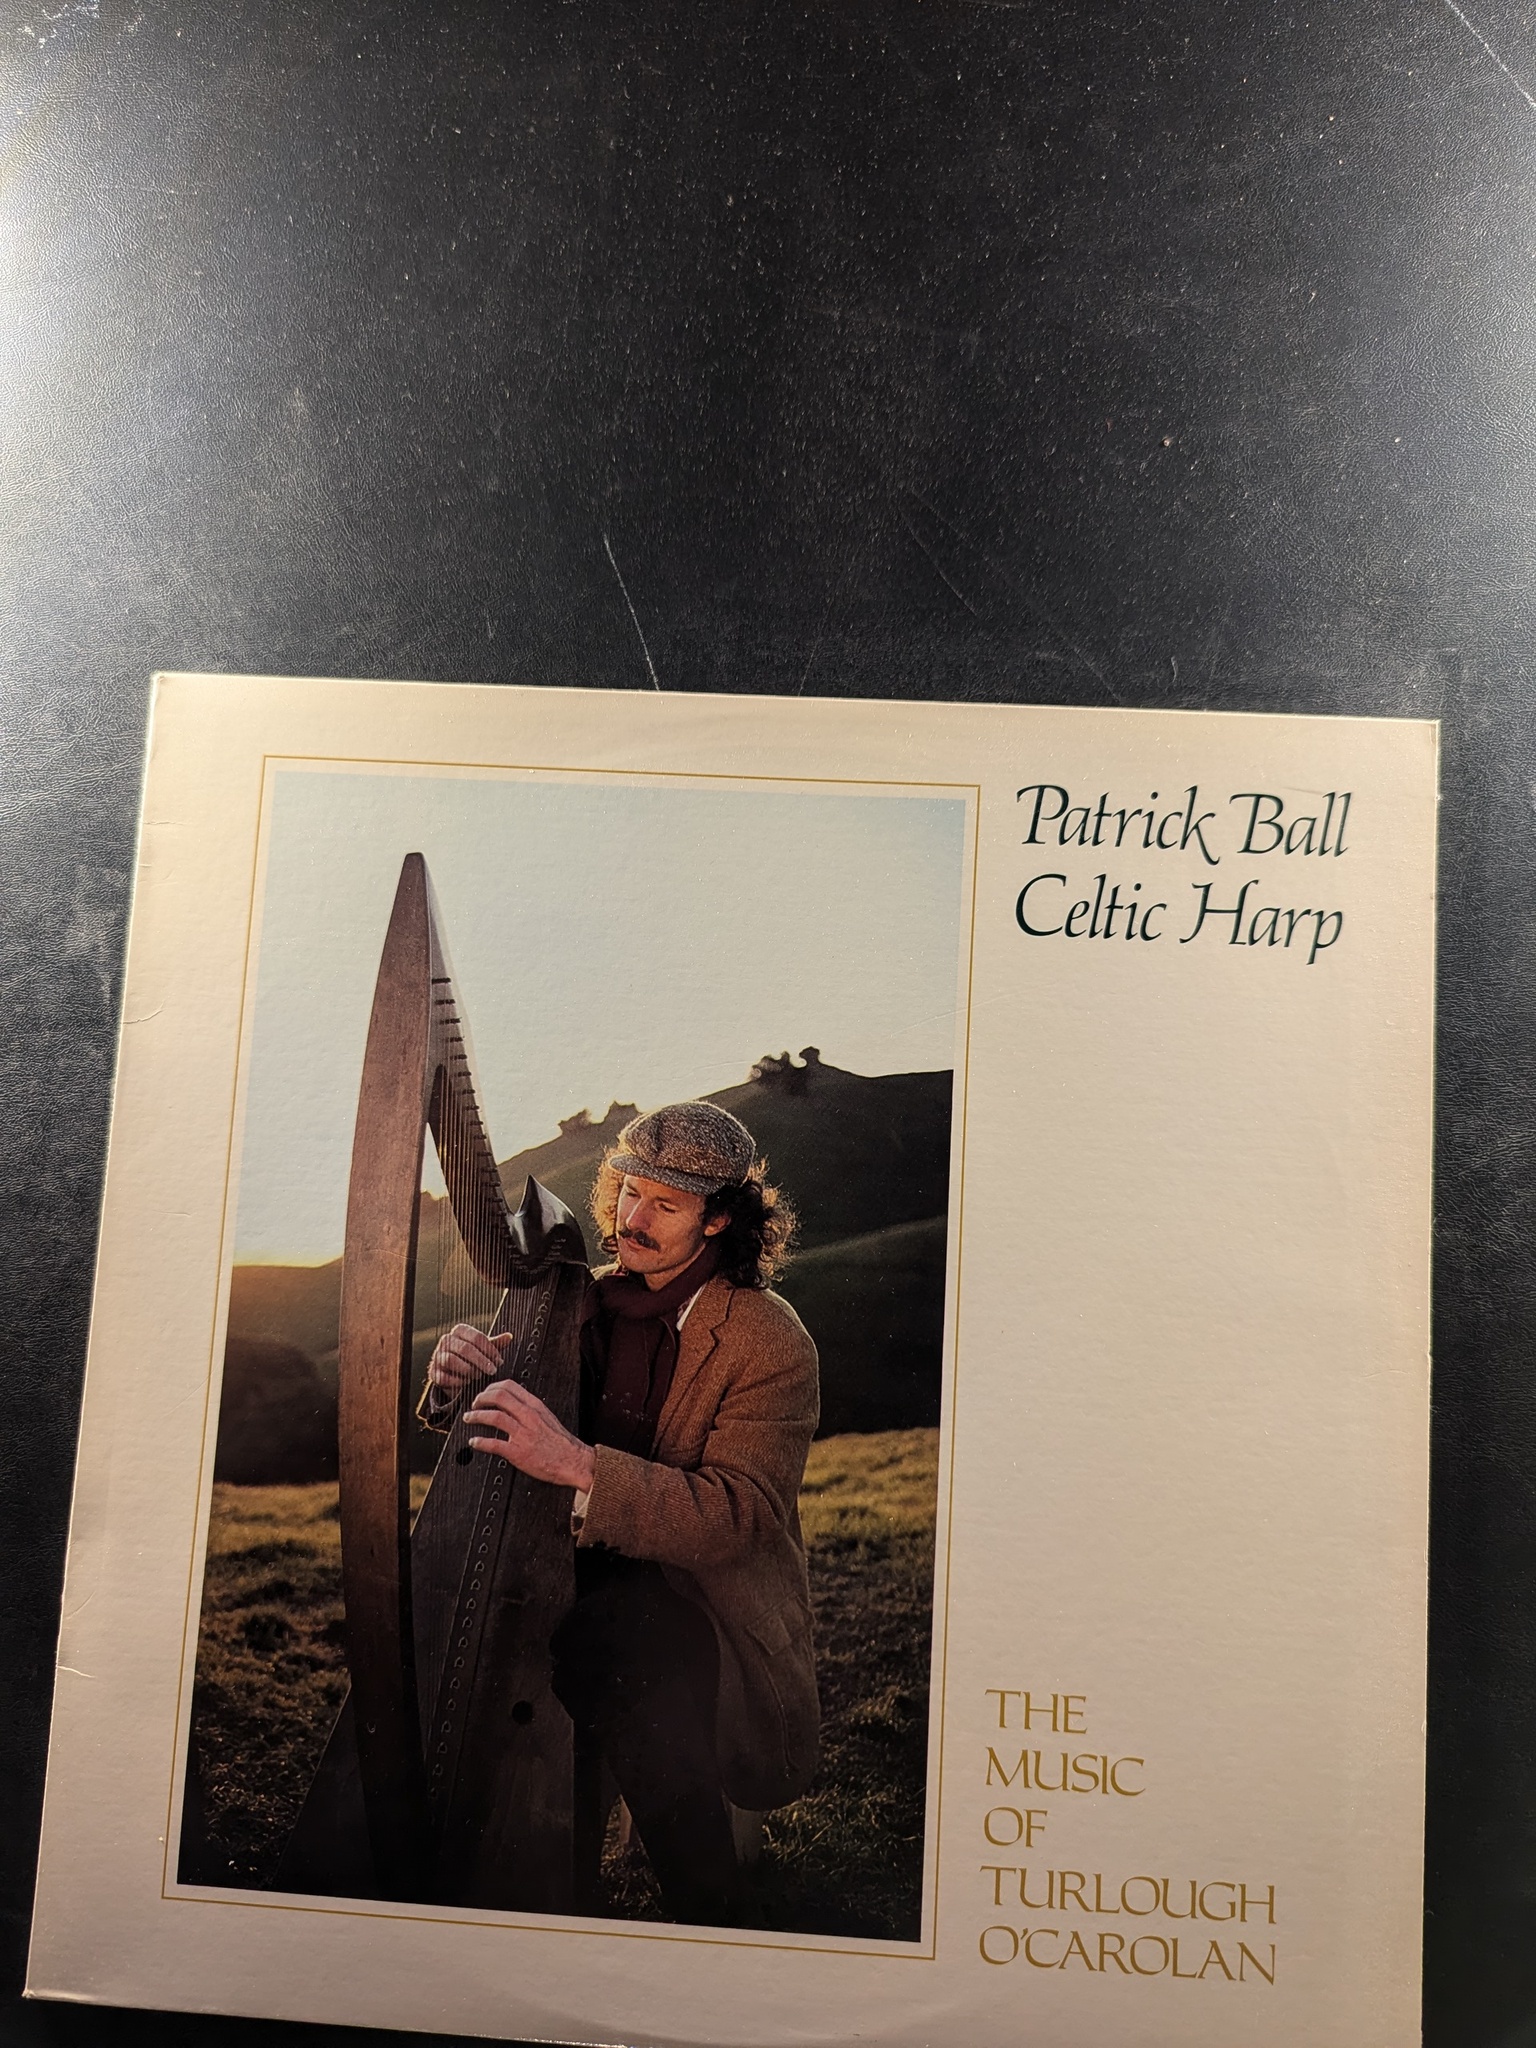 Patrick Ball
Celtic Harp
THE
MUSIC
OF
TURLOUGH
O'CAROLAN